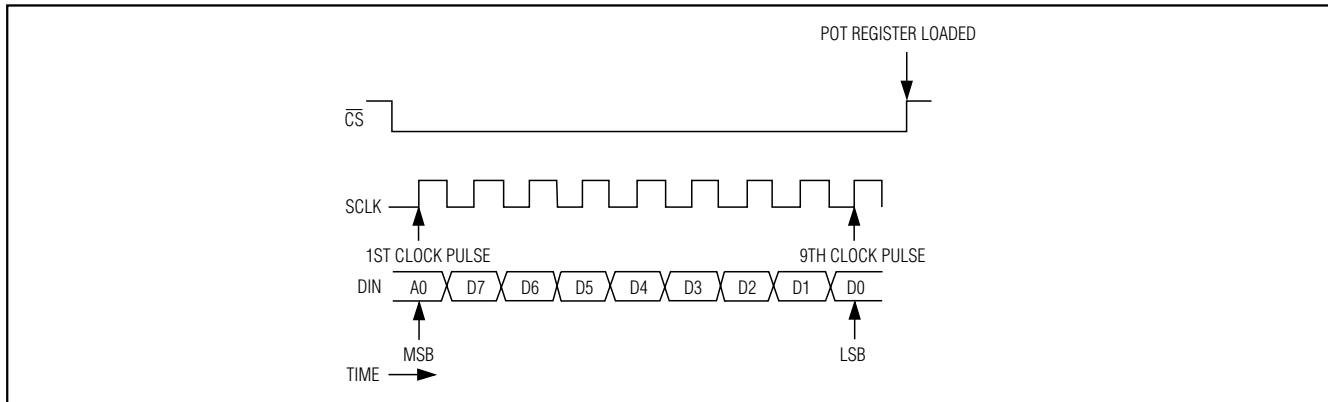 POT REGISTER LOADED
CS
SCLK
1ST CLOCK PULSE 9TH CLOCK PULSE
DIN A0 D7 D6 D5 D4 D3 D2 D1 D0
MSB LSB
TIME